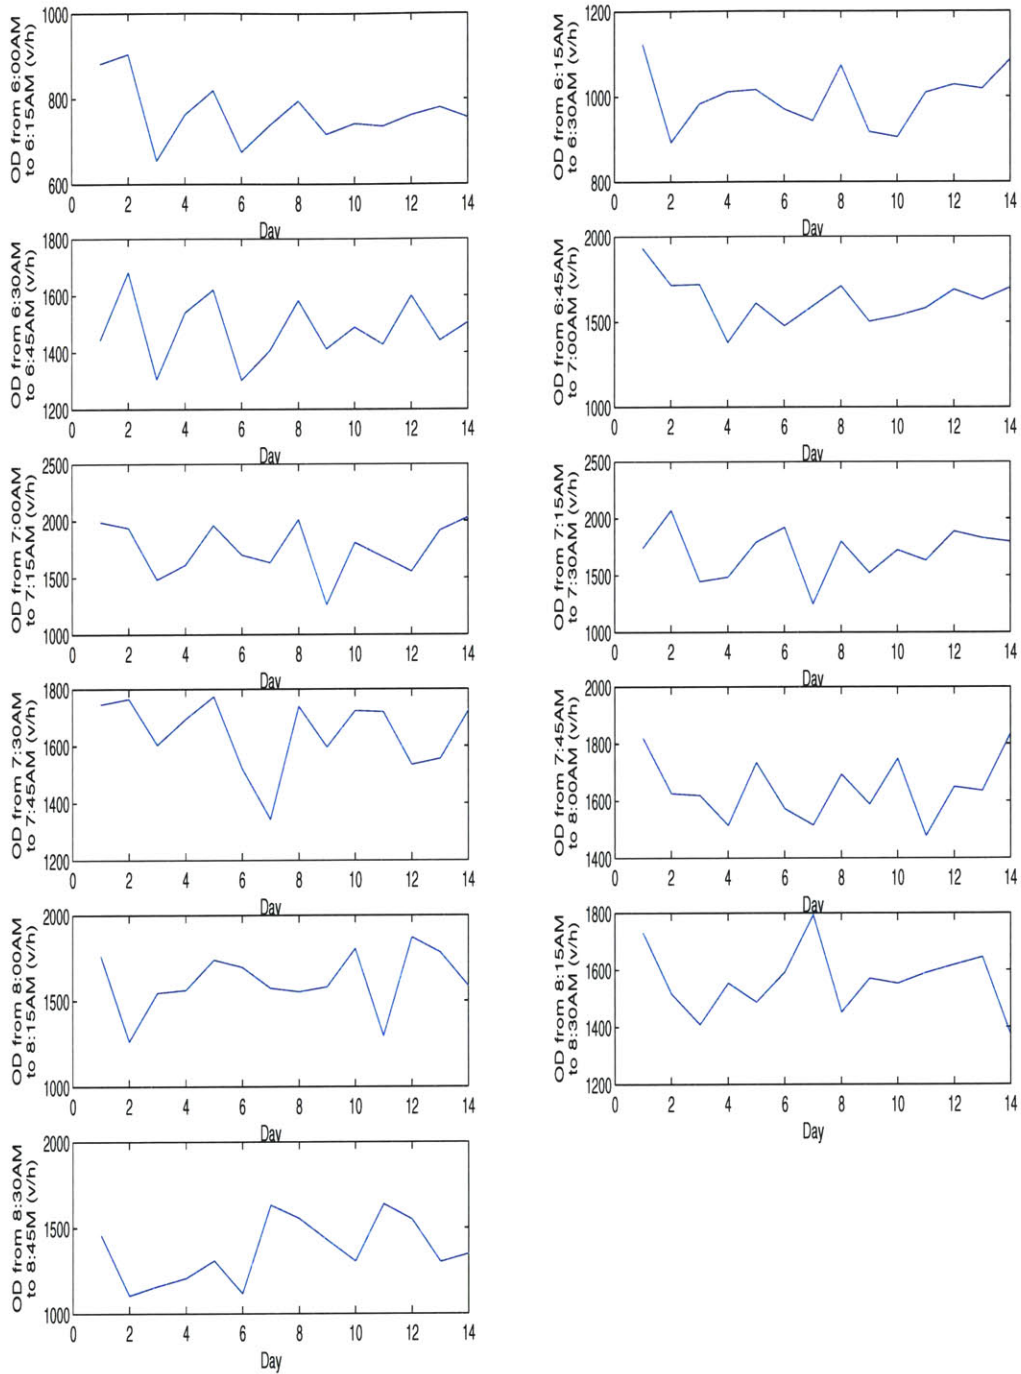 OD from 6:00AM
to 6:15AM (v/h)
1000
800
600
0 2 4 6 8 10 12 14
Day
OD from 6:15AM
to 6:30AM (v/h)
1200
1000
800
0 2 4 6 8 10 12 14
Day
OD from 6:30AM
to 6:45AM (v/h)
1800
1600
1400
1200
0 2 4 6 8 10 12 14
Day
OD from 6:45AM
to 7:00AM (v/h)
2000
1500
1000
0 2 4 6 8 10 12 14
Day
OD from 7:00AM
to 7:15AM (v/h)
2500
2000
1500
1000
0 2 4 6 8 10 12 14
Day
OD from 7:15AM
to 7:30AM (v/h)
2500
2000
1500
1000
0 2 4 6 8 10 12 14
Day
OD from 7:30AM
to 7:45AM (v/h)
1800
1600
1400
1200
0 2 4 6 8 10 12 14
Day
OD from 7:45AM
to 8:00AM (v/h)
2000
1800
1600
1400
0 2 4 6 8 10 12 14
Day
OD from 8:00AM
to 8:15AM (v/h)
2000
1500
1000
0 2 4 6 8 10 12 14
Day
OD from 8:15AM
to 8:30AM (v/h)
1800
1600
1400
1200
0 2 4 6 8 10 12 14
Day
OD from 8:30AM
to 8:45M (v/h)
2000
1500
1000
0 2 4 6 8 10 12 14
Day